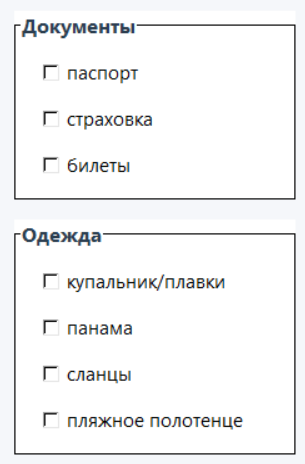 Документы
паспорт
страховка
билеты
Одежда
купальник/плавки
панама
сланцы
пляжное полотенце